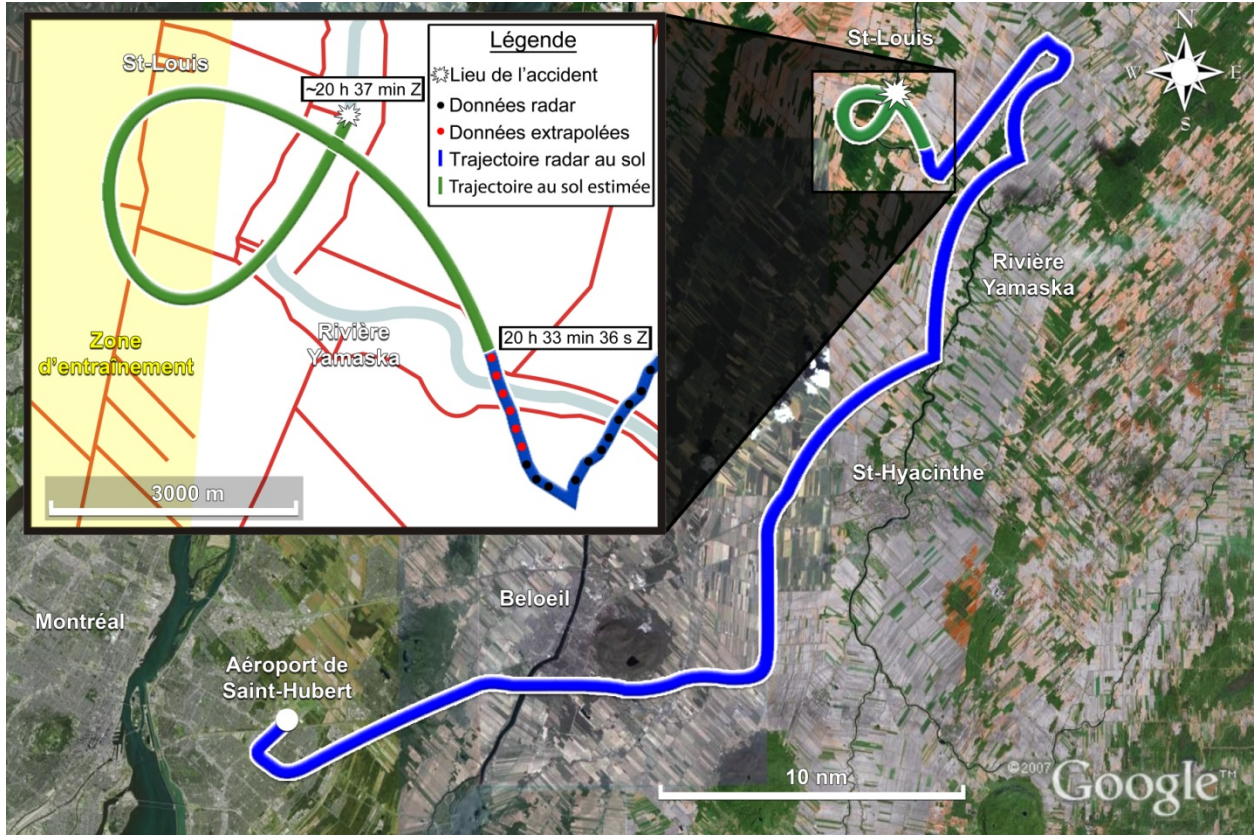 Légende
Lieu de l'accident
Données radar
Données extrapolées
Trajectoire radar au sol
Trajectoire au sol estimée
St-Louis
~20 h 37 min Z
20 h 33 min 36 s Z
Rivière
Yamaska
Zone
d'entraînement
3000 m
St-Louis
N
W
E
S
Rivière
Yamaska
St-Hyacinthe
Beloeil
Montréal
Aéroport de
Saint-Hubert
10 nm
©2007 Google™